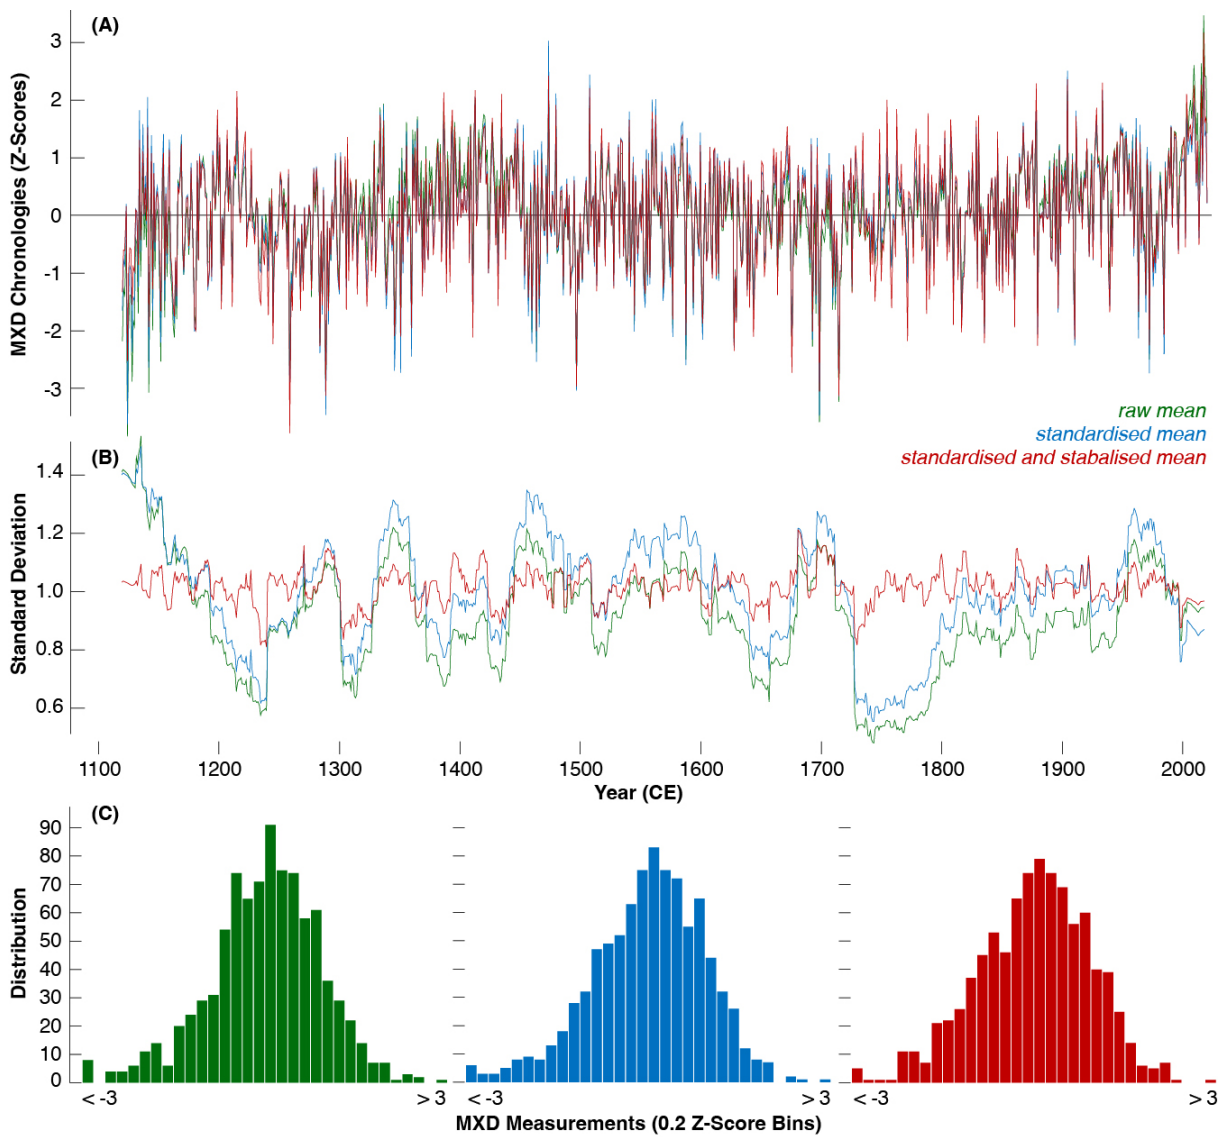 (A)
MXD Chronologies (Z-Scores)
3
2
1
0
-1
-2
-3
raw mean
standardised mean
standardised and stabalised mean
(B)
Standard Deviation
1.4
1.2
1.0
0.8
0.6
1100 1200 1300 1400 1500 1600 1700 1800 1900 2000
Year (CE)
(C)
Distribution
90
80
70
60
50
40
30
20
10
0
< -3 > 3 < -3 > 3 < -3 > 3
MXD Measurements (0.2 Z-Score Bins)